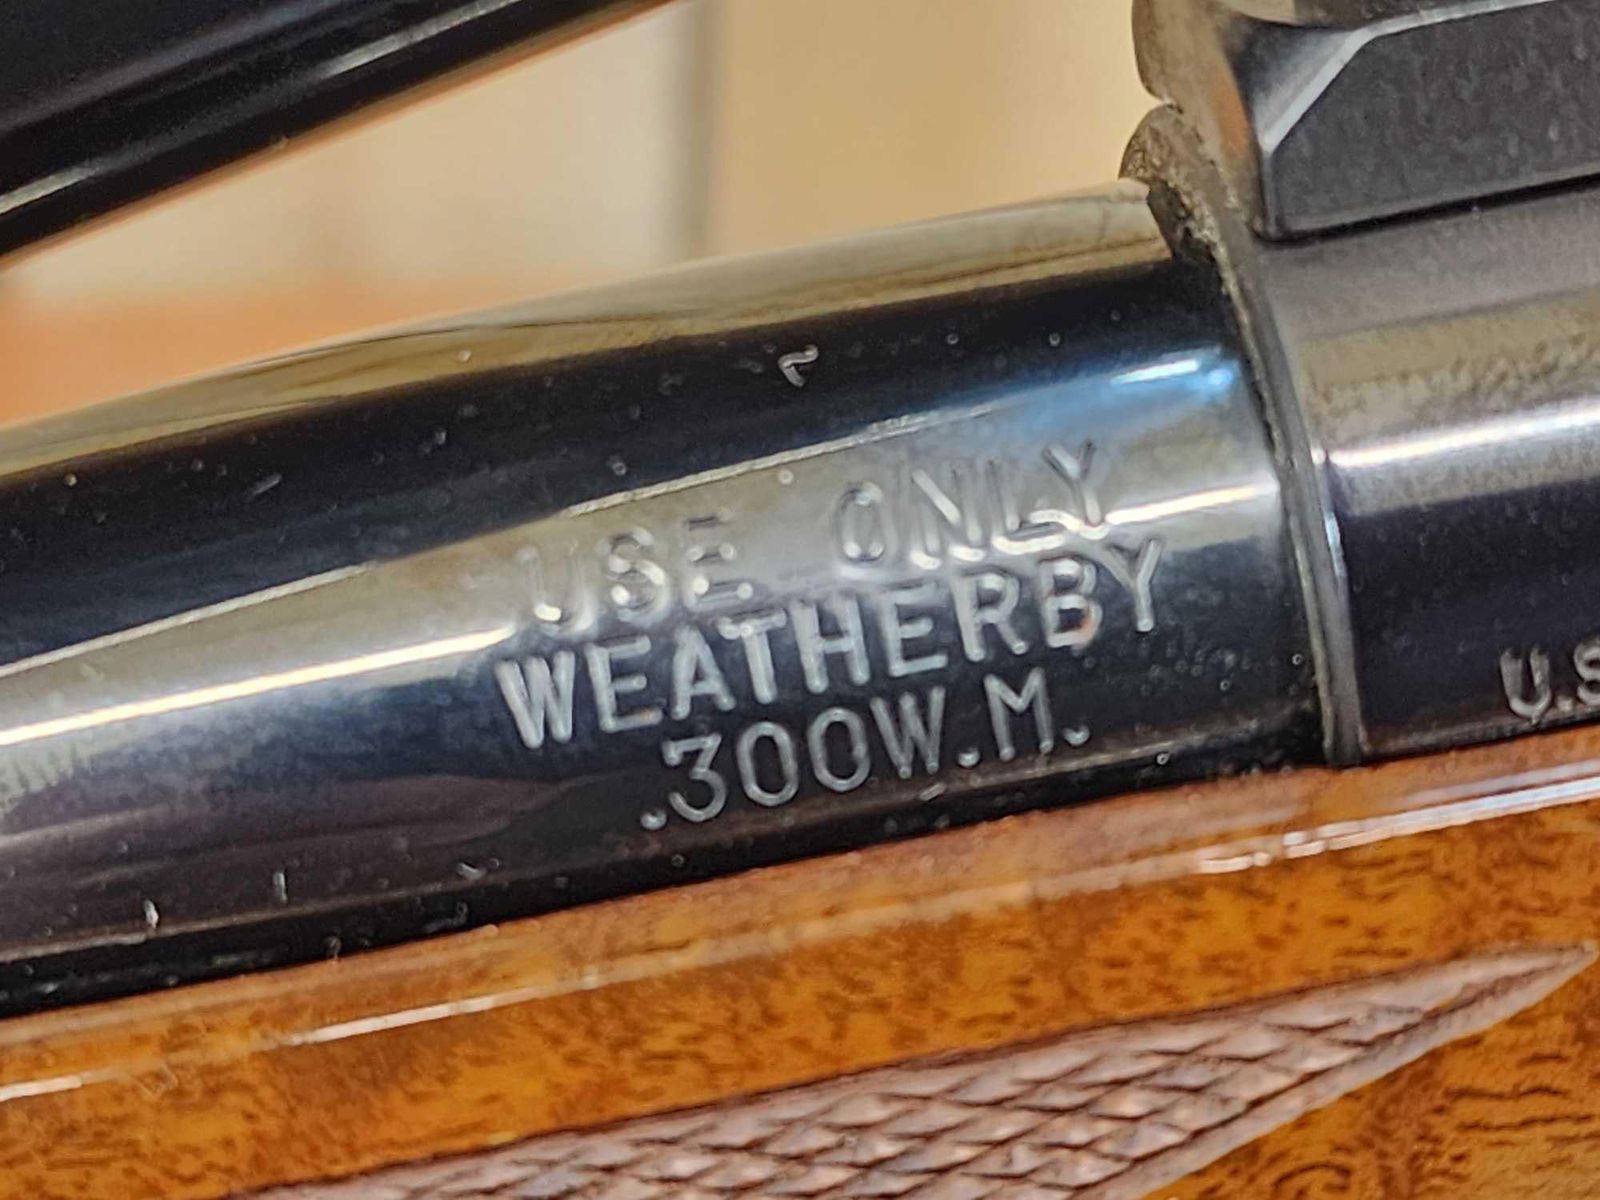 USE ONLY
WEATHERBY
.300W.M.
U.S